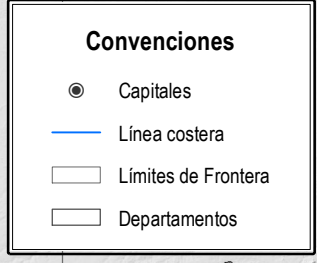 Convenciones
Capitales
Línea costera
Límites de Frontera
Departamentos